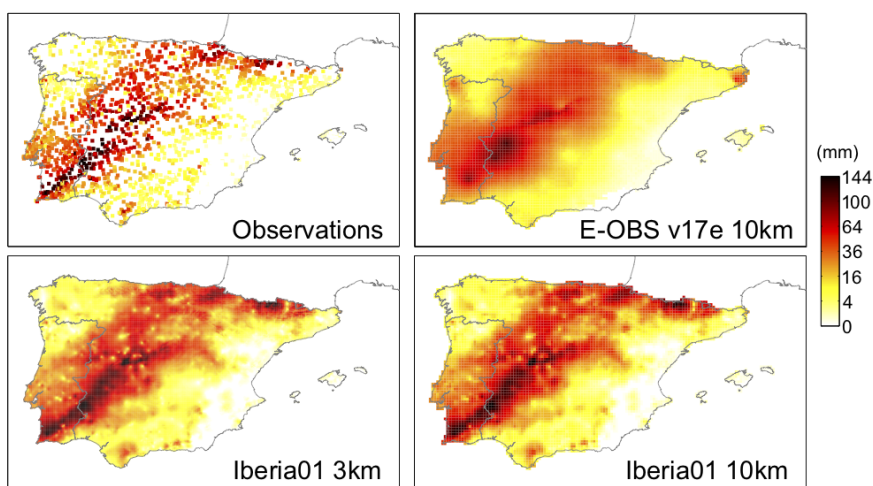 Observations
E-OBS v17e 10km
(mm)
144
100
64
36
16
4
0
Iberia01 3km
Iberia01 10km